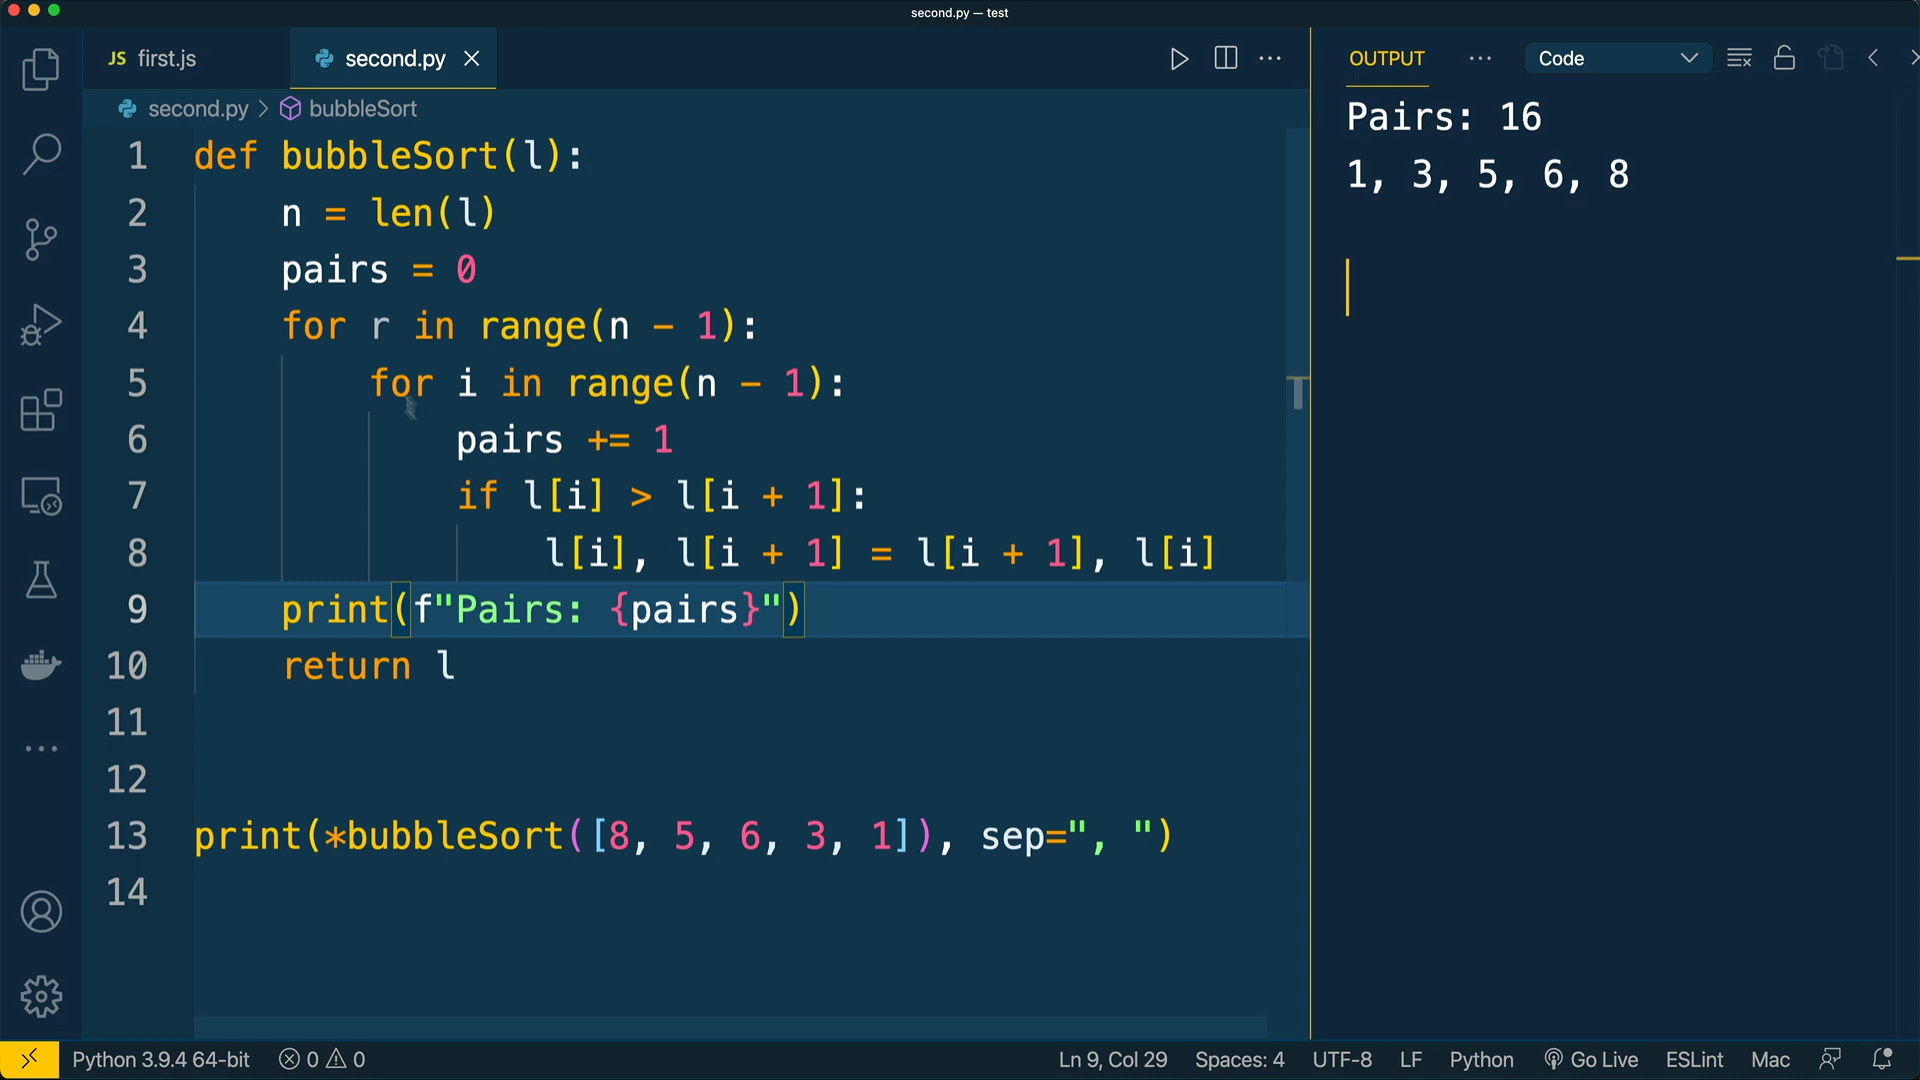 second.py — test
JS first.js
second.py
OUTPUT
Code
second.py > bubbleSort
1 def bubbleSort(l):
2     n = len(l)
3     pairs = 0
4     for r in range(n - 1):
5         for i in range(n - 1):
6             pairs += 1
7             if l[i] > l[i + 1]:
8                 l[i], l[i + 1] = l[i + 1], l[i]
9     print(f"Pairs: {pairs}")
10     return l
11
12
13 print(*bubbleSort([8, 5, 6, 3, 1]), sep=", ")
14
Pairs: 16
1, 3, 5, 6, 8
Python 3.9.4 64-bit 0 0 Ln 9, Col 29 Spaces: 4 UTF-8 LF Python Go Live ESLint Mac